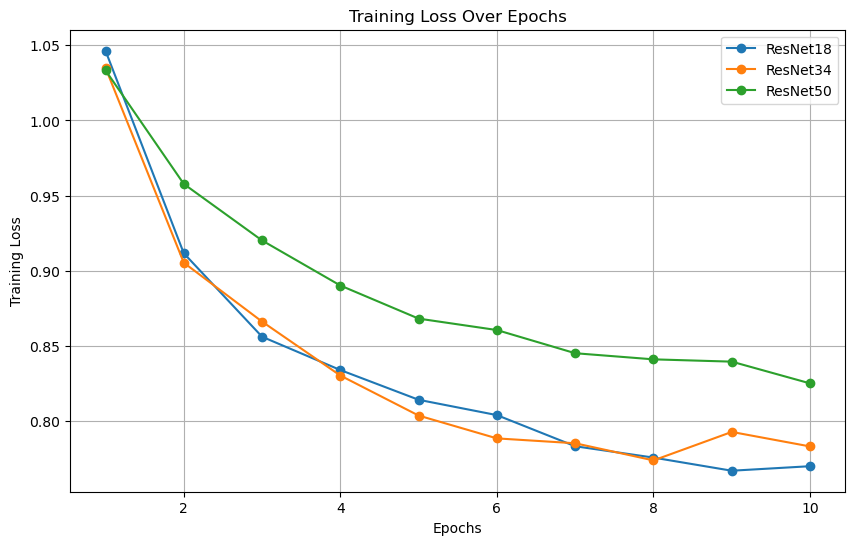 Training Loss Over Epochs
ResNet18
ResNet34
ResNet50
Training Loss
1.05
1.00
0.95
0.90
0.85
0.80
2 4 6 8 10
Epochs